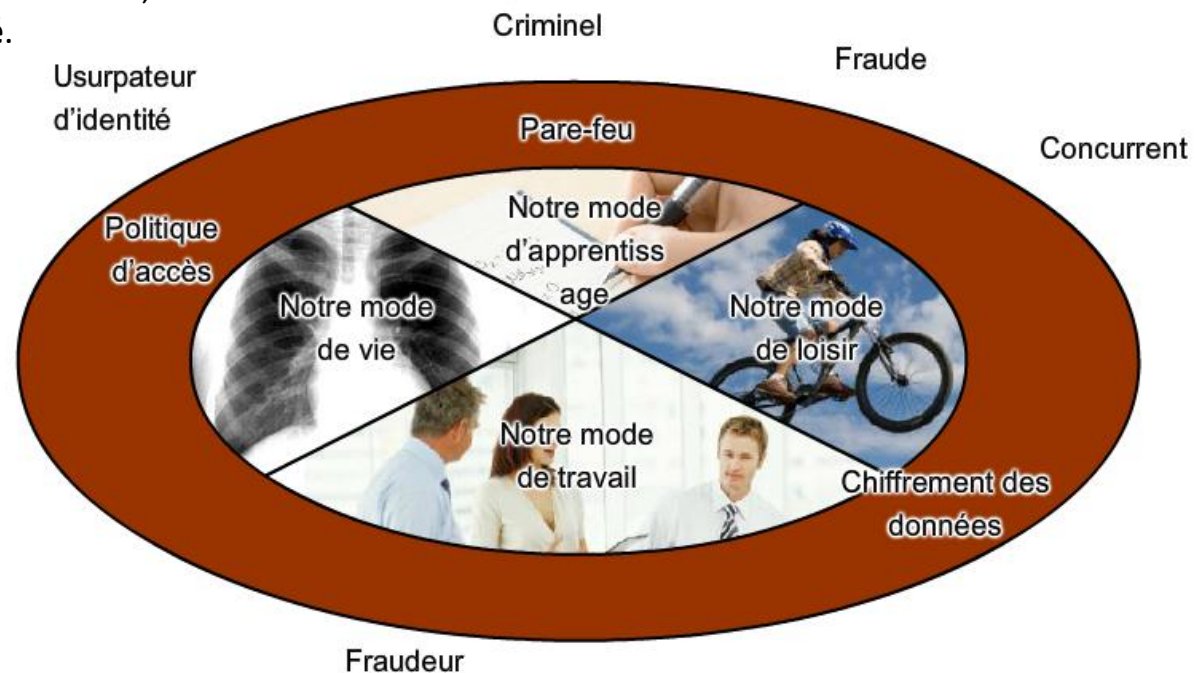 é.
Criminel
Fraude
Usurpateur
d'identité
Pare-feu
Concurrent
Politique
d'accès
Notre mode
d'apprentiss
age
Notre mode
de vie
Notre mode
de loisir
Notre mode
de travail
Chiffrement des
données
Fraudeur